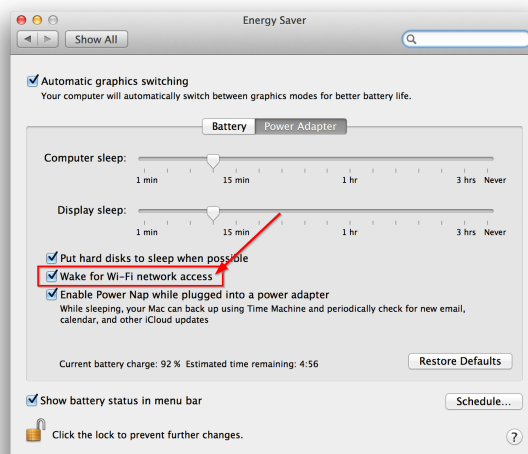 Energy Saver
Show All
Automatic graphics switching
Your computer will automatically switch between graphics modes for better battery life.
Battery Power Adapter
Computer sleep:
1 min 15 min 1 hr 3 hrs Never
Display sleep:
1 min 15 min 1 hr 3 hrs Never
Put hard disks to sleep when possible
Wake for Wi-Fi network access
Enable Power Nap while plugged into a power adapter
While sleeping, your Mac can back up using Time Machine and periodically check for new email,
calendar, and other iCloud updates
Current battery charge: 92 % Estimated time remaining: 4:56
Restore Defaults
Show battery status in menu bar
Schedule...
Click the lock to prevent further changes.
?